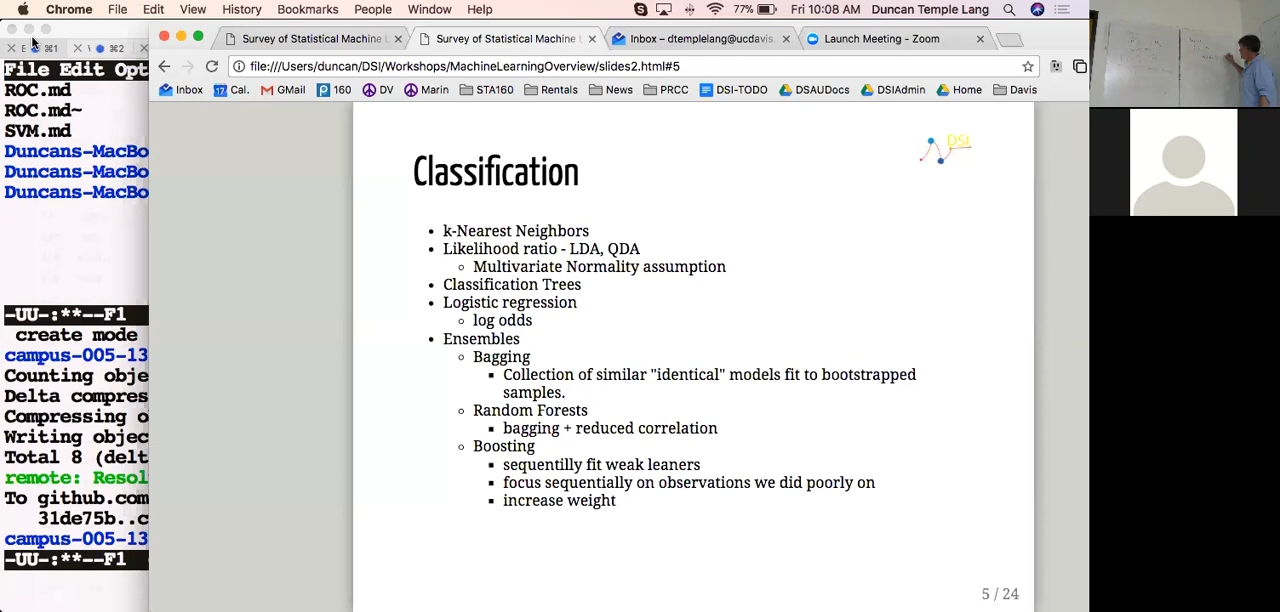 Chrome File Edit View History Bookmarks People Window Help 77% Fri 10:08 AM Duncan Temple Lang
⌘1 ⌘2
Survey of Statistical Machine L
Survey of Statistical Machine
Inbox – dtemplelang@ucdavis.
Launch Meeting - Zoom
File Edit Opt
file:///Users/duncan/DSI/Workshops/MachineLearningOverview/slides2.html#5
ROC.md
Inbox Cal. GMail 160 DV Marin STA160 Rentals News PRCC DSI-TODO DSAUDocs DSIAdmin Home Davis
ROC.md~
SVM.md
Duncans-MacBo
Duncans-MacBo
Duncans-MacBo
DSI
Classification
k-Nearest Neighbors
Likelihood ratio - LDA, QDA
Multivariate Normality assumption
Classification Trees
Logistic regression
log odds
Ensembles
Bagging
Collection of similar "identical" models fit to bootstrapped
samples.
Random Forests
bagging + reduced correlation
Boosting
sequentilly fit weak leaners
focus sequentially on observations we did poorly on
increase weight
-UU-:**--F1
create mode
campus-005-13
Counting obje
Delta compres
Compressing o
Writing objec
Total 8 (delt
remote: Resol
To github.com
31de75b..c
campus-005-13
-UU-:**--F1
5 / 24